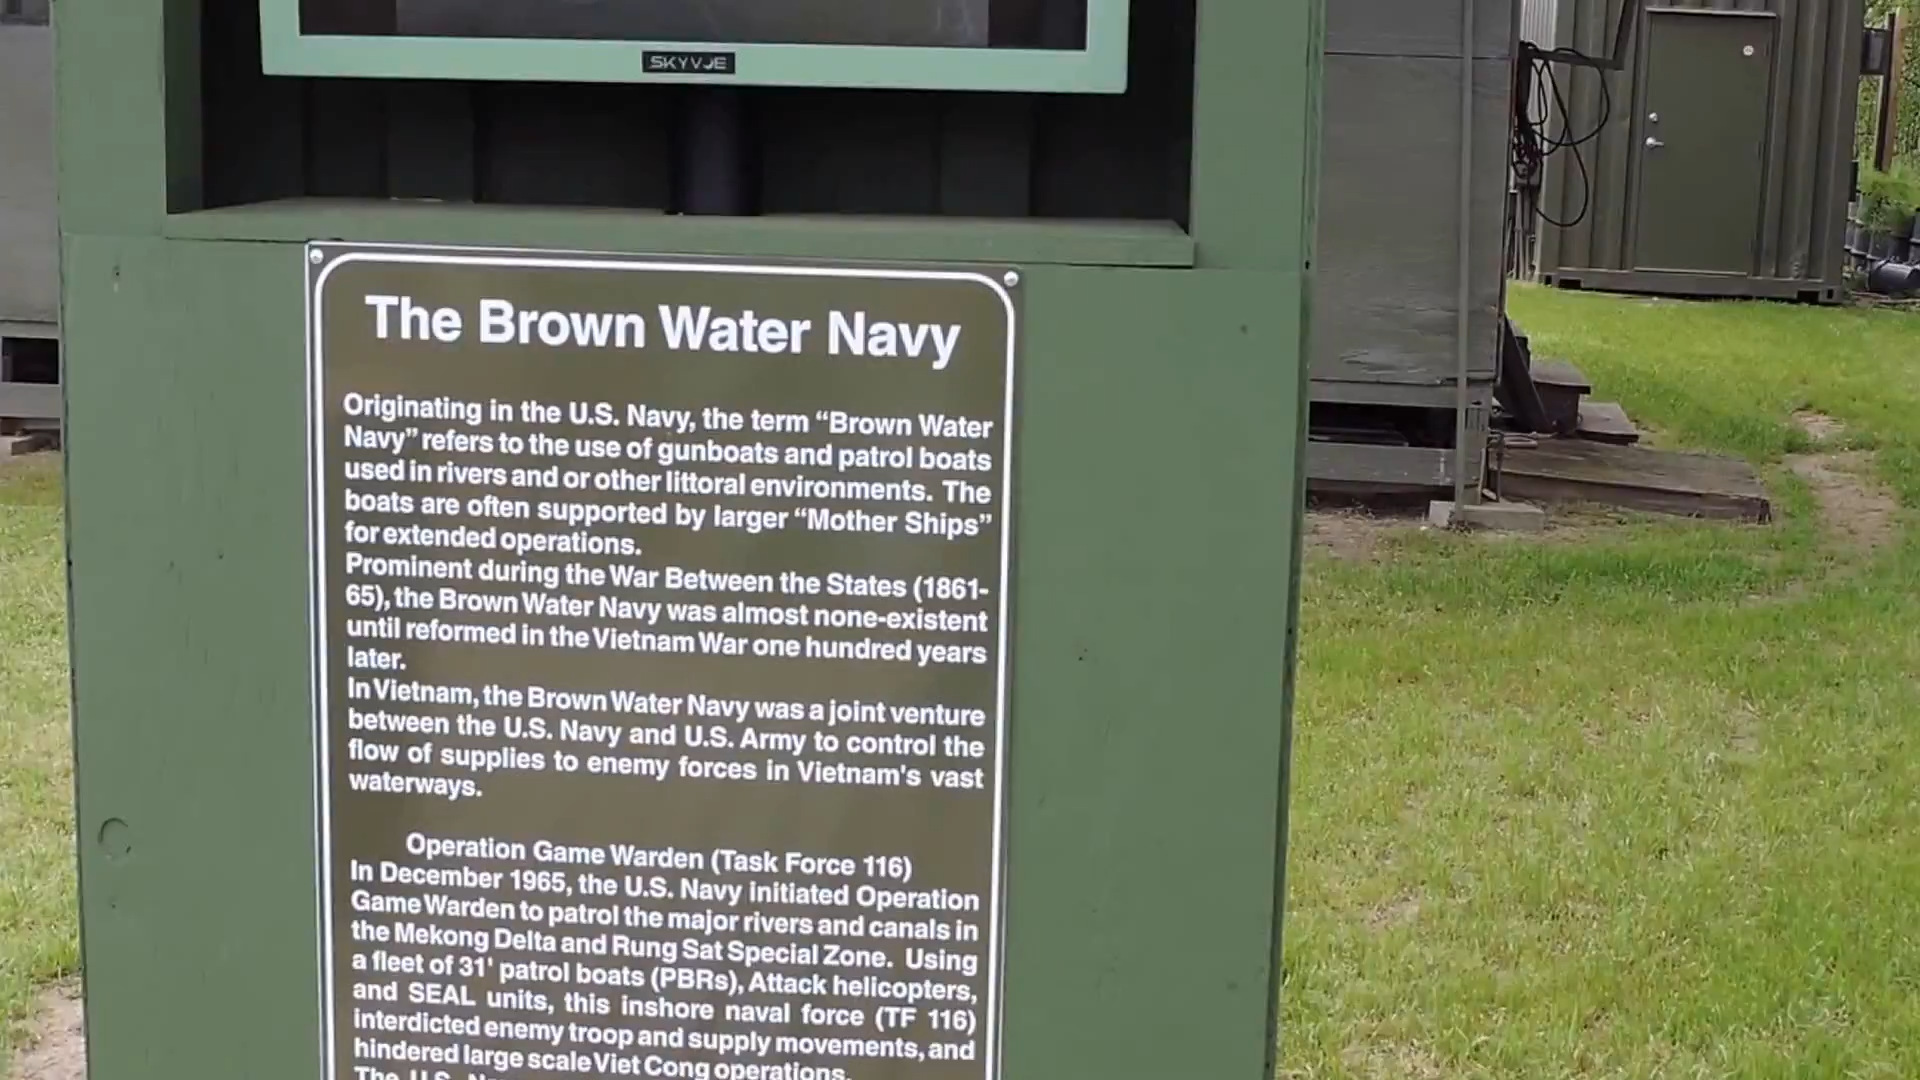 SKYVUE
The Brown Water Navy
Originating in the U.S. Navy, the term “Brown Water
Navy” refers to the use of gunboats and patrol boats
used in rivers and or other littoral environments. The
boats are often supported by larger “Mother Ships”
for extended operations.
Prominent during the War Between the States (1861-
65), the Brown Water Navy was almost none-existent
until reformed in the Vietnam War one hundred years
later.
In Vietnam, the Brown Water Navy was a joint venture
between the U.S. Navy and U.S. Army to control the
flow of supplies to enemy forces in Vietnam's vast
waterways.
Operation Game Warden (Task Force 116)
In December 1965, the U.S. Navy initiated Operation
Game Warden to patrol the major rivers and canals in
the Mekong Delta and Rung Sat Special Zone. Using
a fleet of 31' patrol boats (PBRs), Attack helicopters,
and SEAL units, this inshore naval force (TF 116)
interdicted enemy troop and supply movements, and
hindered large scale Viet Cong operations.
The U.S.